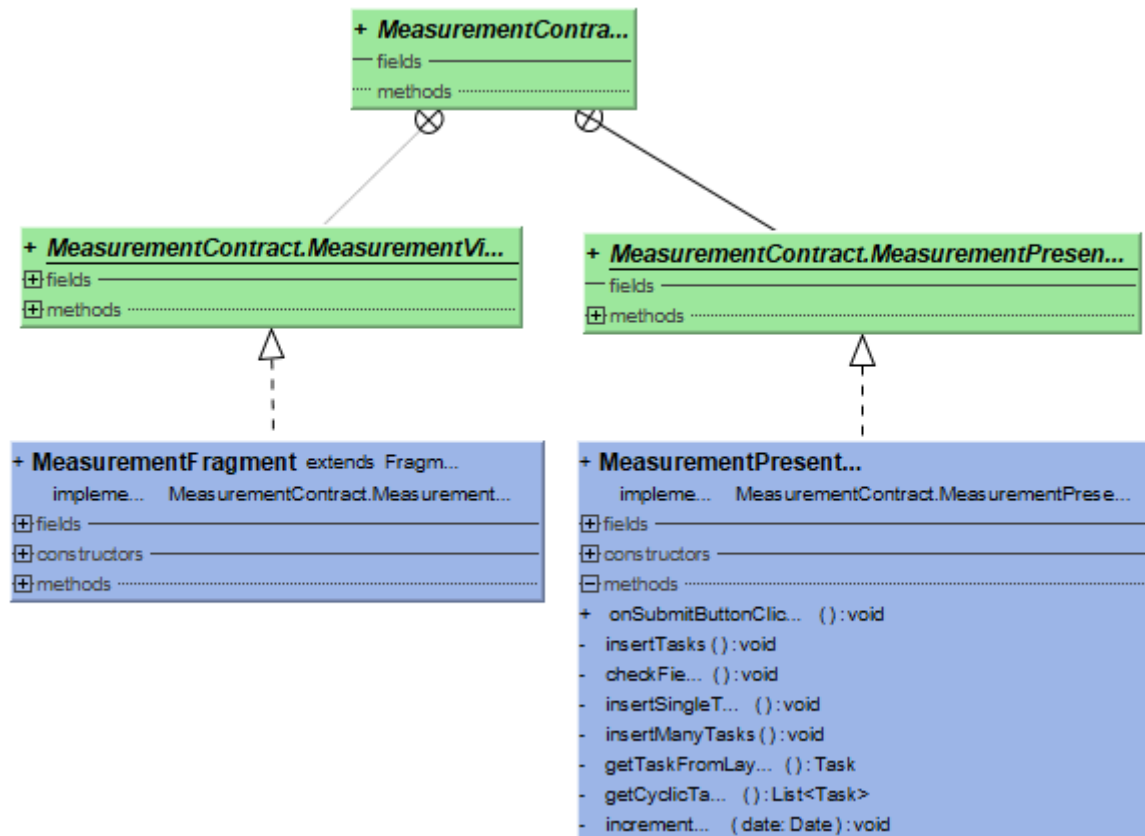 + MeasurementContra...
fields
methods
+ MeasurementContract.MeasurementVi...
+ fields
+ methods
+ MeasurementContract.MeasurementPresen...
fields
+ methods
+ MeasurementFragment extends Fragm...
impleme... MeasurementContract.Measurement...
+ fields
+ constructors
+ methods
+ MeasurementPresent...
impleme... MeasurementContract.MeasurementPrese...
+ fields
+ constructors
- methods
+ onSubmitButtonClic... ( ) : void
- insertTasks ( ) : void
- checkFie... ( ) : void
- insertSingleT... ( ) : void
- insertManyTasks ( ) : void
- getTaskFromLay... ( ) : Task
- getCyclicTa... ( ) : List<Task>
- increment... ( date: Date ) : void